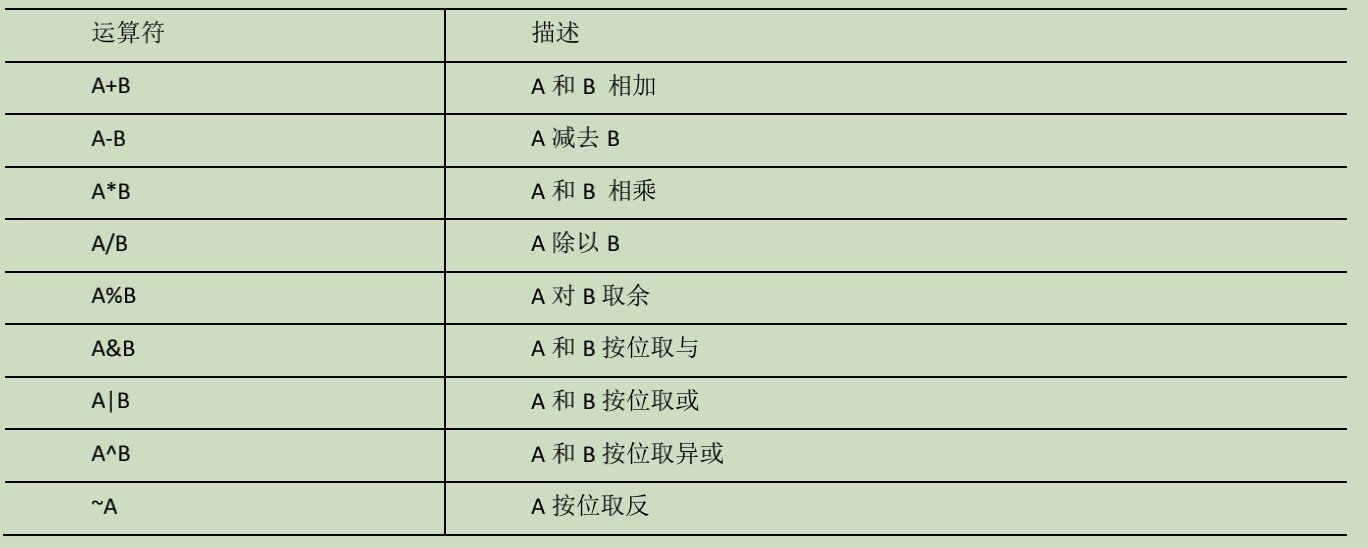 运算符 描述
A+B A 和 B 相加
A-B A 减去 B
A*B A 和 B 相乘
A/B A 除以 B
A%B A 对 B 取余
A&B A 和 B 按位取与
A|B A 和 B 按位取或
A^B A 和 B 按位取异或
~A A 按位取反